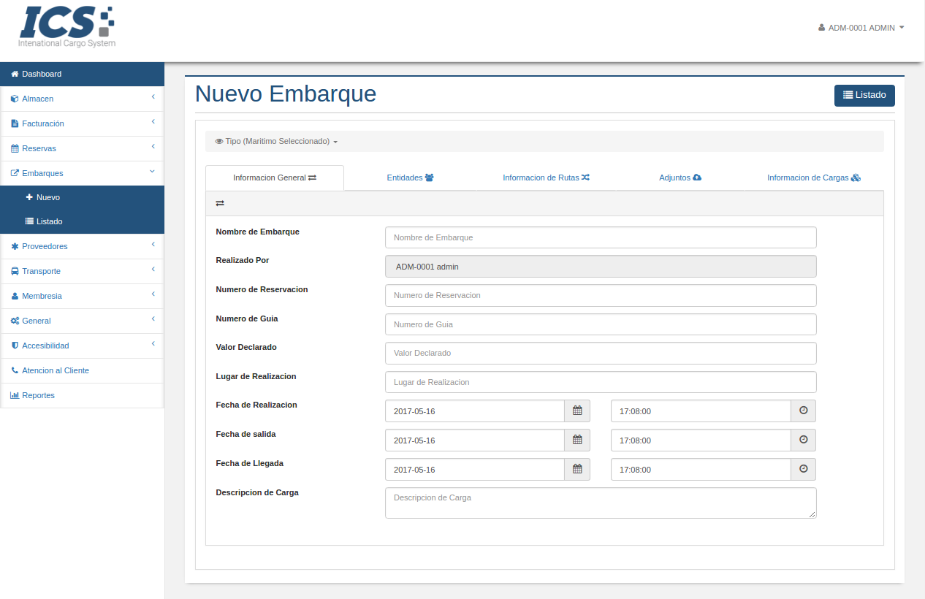 ICS
Intenational Cargo System
ADM-0001 ADMIN
Dashboard
Almacen
Facturación
Reservas
Embarques
Nuevo
Listado
Proveedores
Transporte
Membresia
General
Accesibilidad
Atencion al Cliente
Reportes
Nuevo Embarque
Listado
Tipo (Maritimo Seleccionado)
Informacion General
Entidades
Informacion de Rutas
Adjuntos
Informacion de Cargas
Nombre de Embarque
Nombre de Embarque
Realizado Por
ADM-0001 admin
Numero de Reservacion
Numero de Reservacion
Numero de Guia
Numero de Guia
Valor Declarado
Valor Declarado
Lugar de Realizacion
Lugar de Realizacion
Fecha de Realizacion
2017-05-16
17:08:00
Fecha de salida
2017-05-16
17:08:00
Fecha de Llegada
2017-05-16
17:08:00
Descripcion de Carga
Descripcion de Carga